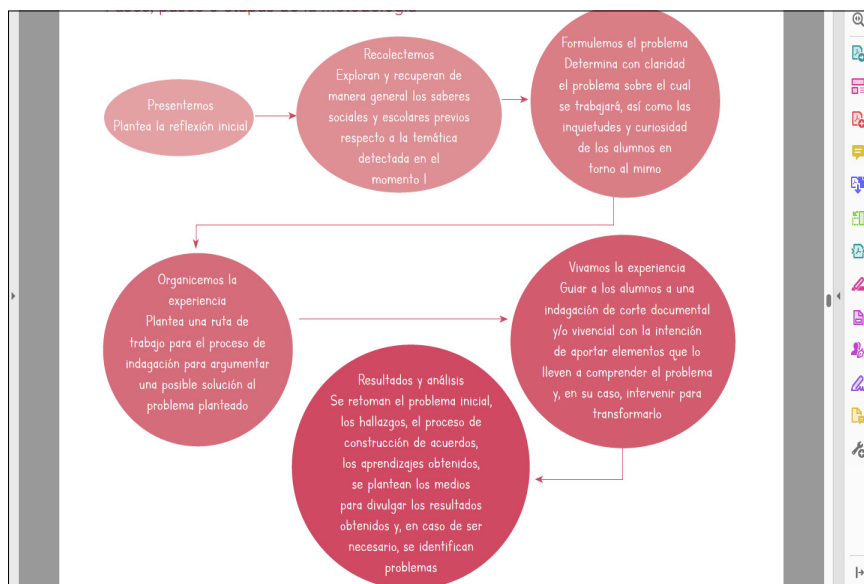 Presentemos
Plantea la reflexión inicial
Recolectemos
Exploran y recuperan de
manera general los saberes
sociales y escolares previos
respecto a la temática
detectada en el
momento I
Formulemos el problema
Determina con claridad
el problema sobre el cual
se trabajará, así como las
inquietudes y curiosidad
de los alumnos en
torno al mimo
Organicemos la
experiencia
Plantea una ruta de
trabajo para el proceso de
indagación para argumentar
una posible solución al
problema planteado
Vivamos la experiencia
Guiar a los alumnos a una
indagación de corte documental
y/o vivencial con la intención
de aportar elementos que lo
lleven a comprender el problema
y, en su caso, intervenir para
transformarlo
Resultados y análisis
Se retoman el problema inicial,
los hallazgos, el proceso de
construcción de acuerdos,
los aprendizajes obtenidos,
se plantean los medios
para divulgar los resultados
obtenidos y, en caso de ser
necesario, se identifican
problemas